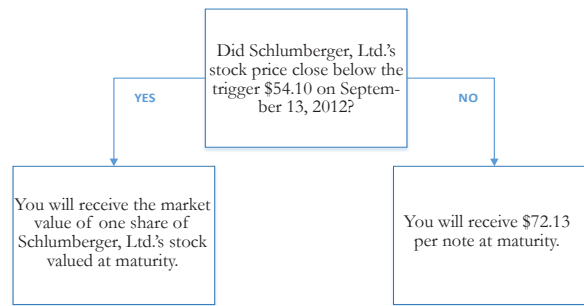 Did Schlumberger, Ltd.'s
stock price close below the
trigger $54.10 on Septem-
ber 13, 2012?
YES
NO
You will receive the market
value of one share of
Schlumberger, Ltd.'s stock
valued at maturity.
You will receive $72.13
per note at maturity.